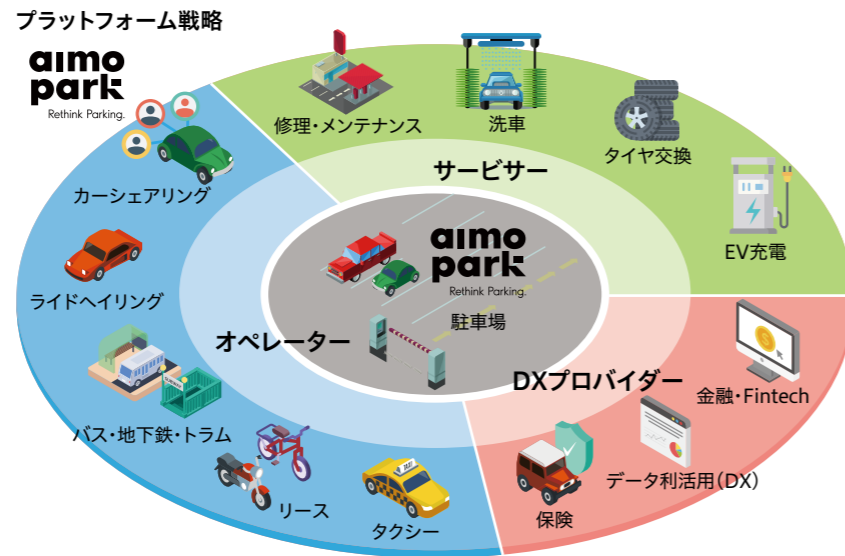 プラットフォーム戦略
aimo
park
Rethink Parking.
修理・メンテナンス
洗車
タイヤ交換
EV充電
サービサー
カーシェアリング
ライドヘイリング
バス・地下鉄・トラム
リース
タクシー
オペレーター
aimo
park
Rethink Parking.
駐車場
DXプロバイダー
金融・Fintech
データ利活用(DX)
保険
TAXI